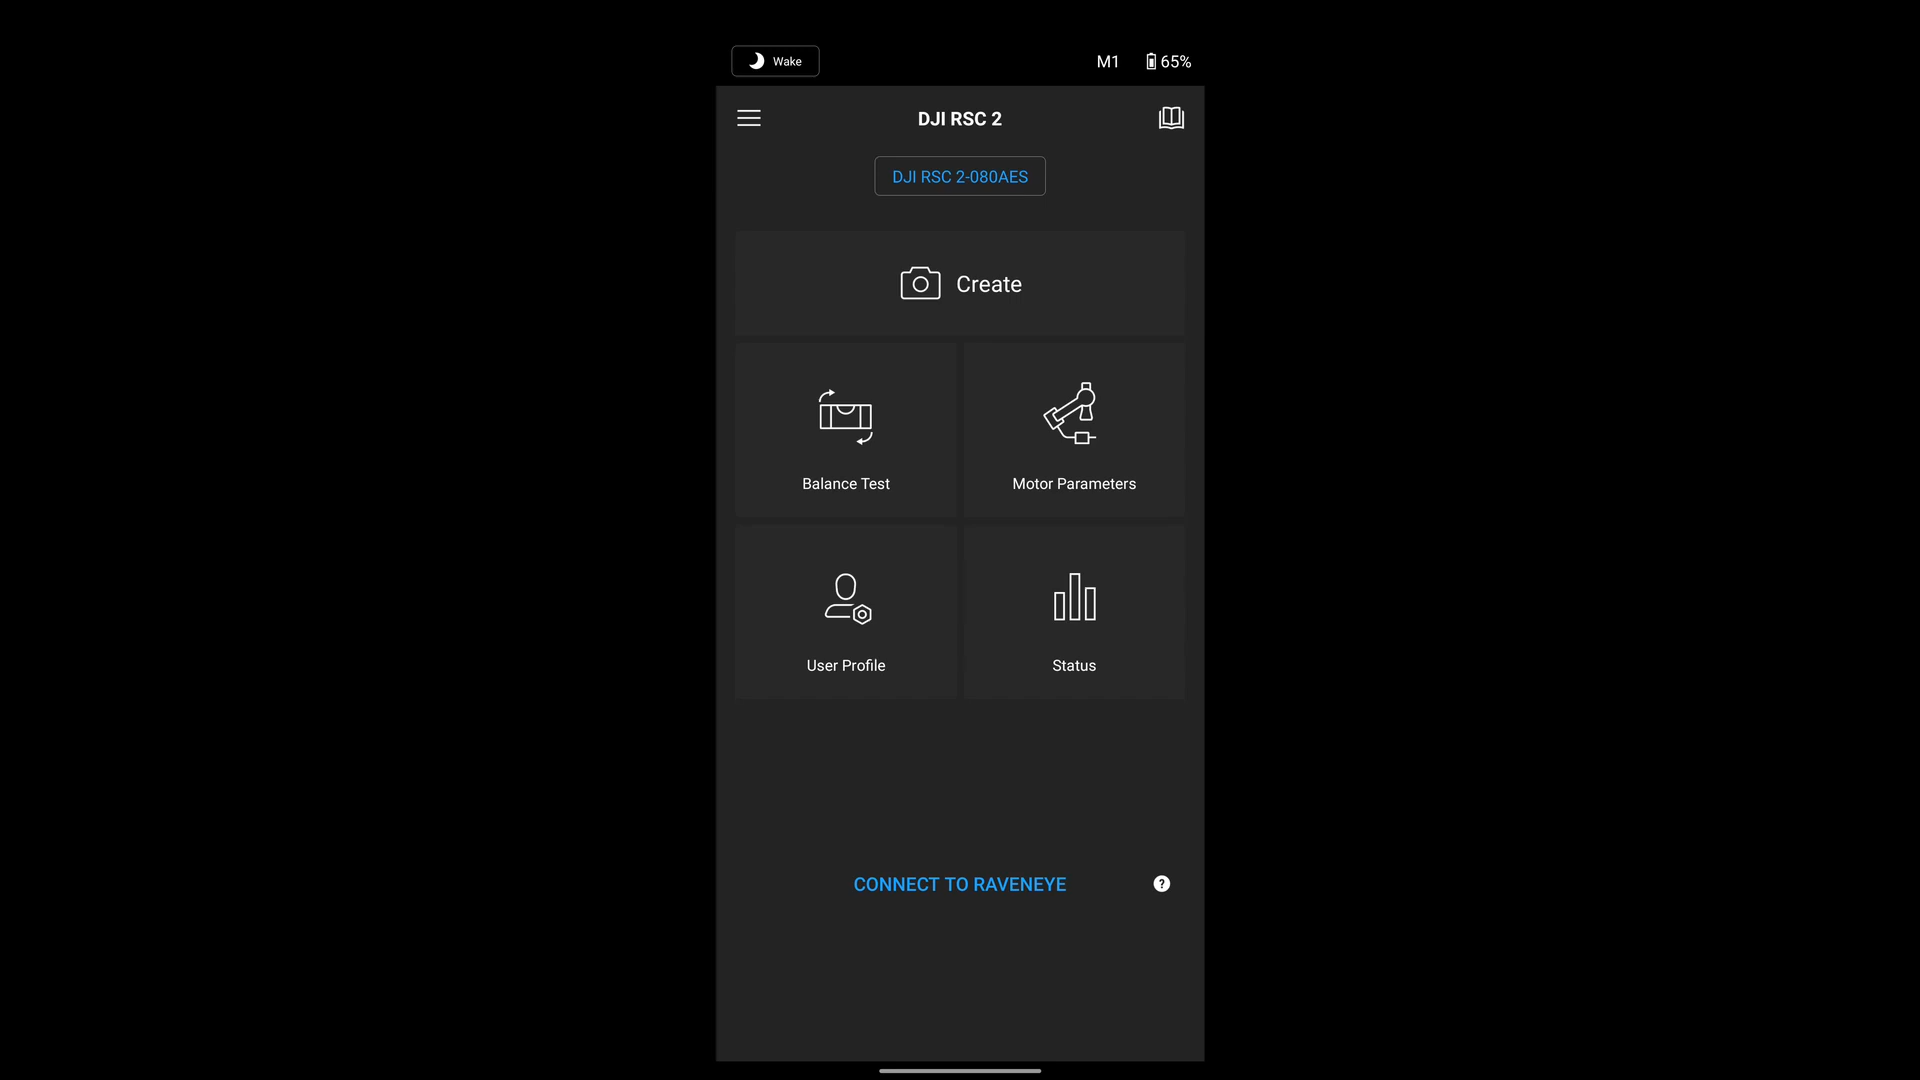 Wake
M1
65%
DJI RSC 2
DJI RSC 2-080AES
Create
Balance Test
Motor Parameters
User Profile
Status
CONNECT TO RAVENEYE
?